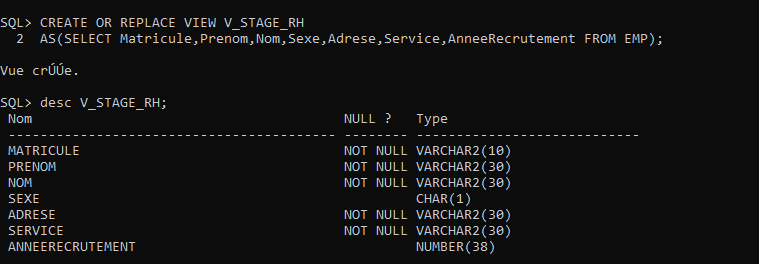 SQL> CREATE OR REPLACE VIEW V_STAGE_RH
  2  AS(SELECT Matricule,Prenom,Nom,Sexe,Adrese,Service,AnneeRecrutement FROM EMP);
Vue crÚÚe.
SQL> desc V_STAGE_RH;
 Nom                                       NULL ?   Type
 ----------------------------------------- -------- ----------------------------
 MATRICULE                                 NOT NULL VARCHAR2(10)
 PRENOM                                    NOT NULL VARCHAR2(30)
 NOM                                       NOT NULL VARCHAR2(30)
 SEXE                                               CHAR(1)
 ADRESE                                    NOT NULL VARCHAR2(30)
 SERVICE                                   NOT NULL VARCHAR2(30)
 ANNEERECRUTEMENT                                   NUMBER(38)